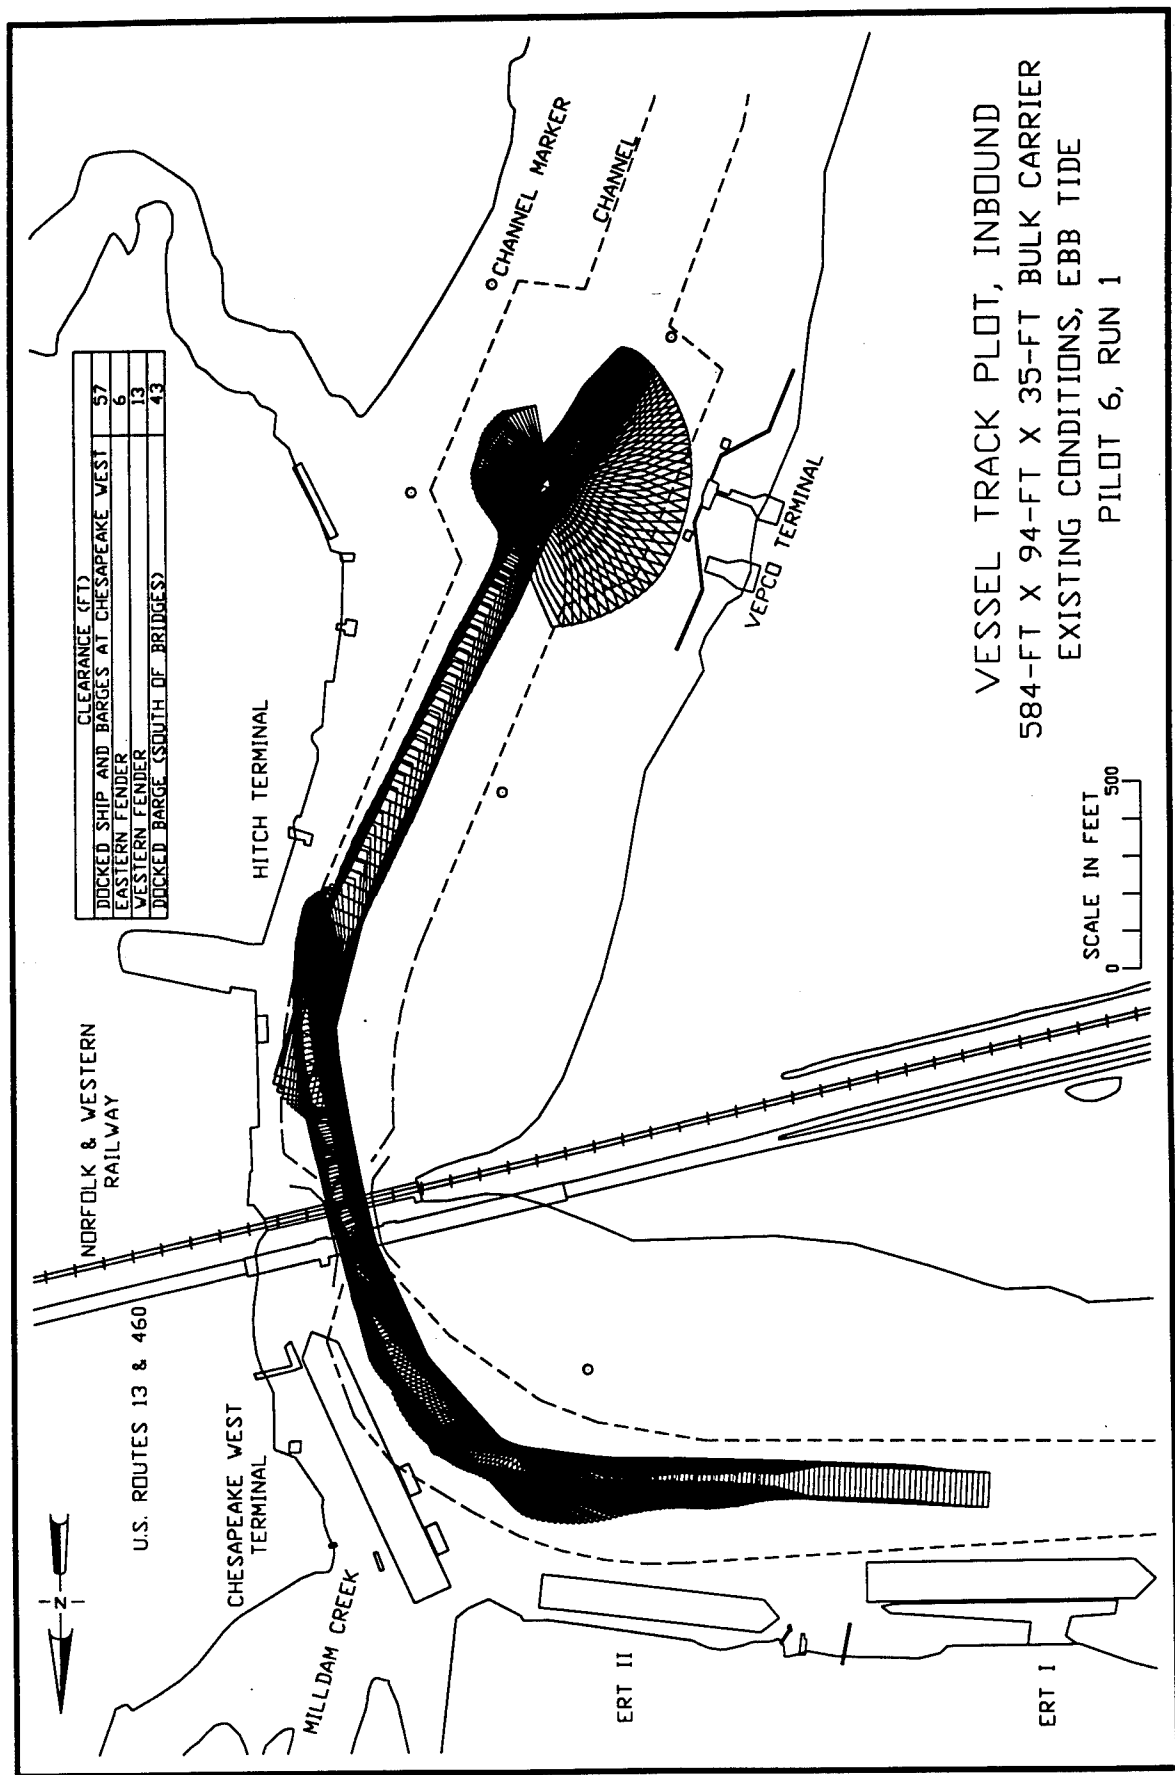 CLEARANCE (FT)
DOCKED SHIP AND BARGES AT CHESAPEAKE WEST 57
EASTERN FENDER 6
WESTERN FENDER 13
DOCKED BARGE (SOUTH OF BRIDGES) 43
N
U.S. ROUTES 13 & 460
NORFOLK & WESTERN
RAILWAY
CHESAPEAKE WEST
TERMINAL
MILLDAM CREEK
HITCH TERMINAL
CHANNEL MARKER
CHANNEL
VEPCO TERMINAL
ERT II
ERT I
SCALE IN FEET
0 500
VESSEL TRACK PLOT, INBOUND
584-FT X 94-FT X 35-FT BULK CARRIER
EXISTING CONDITIONS, EBB TIDE
PILOT 6, RUN 1